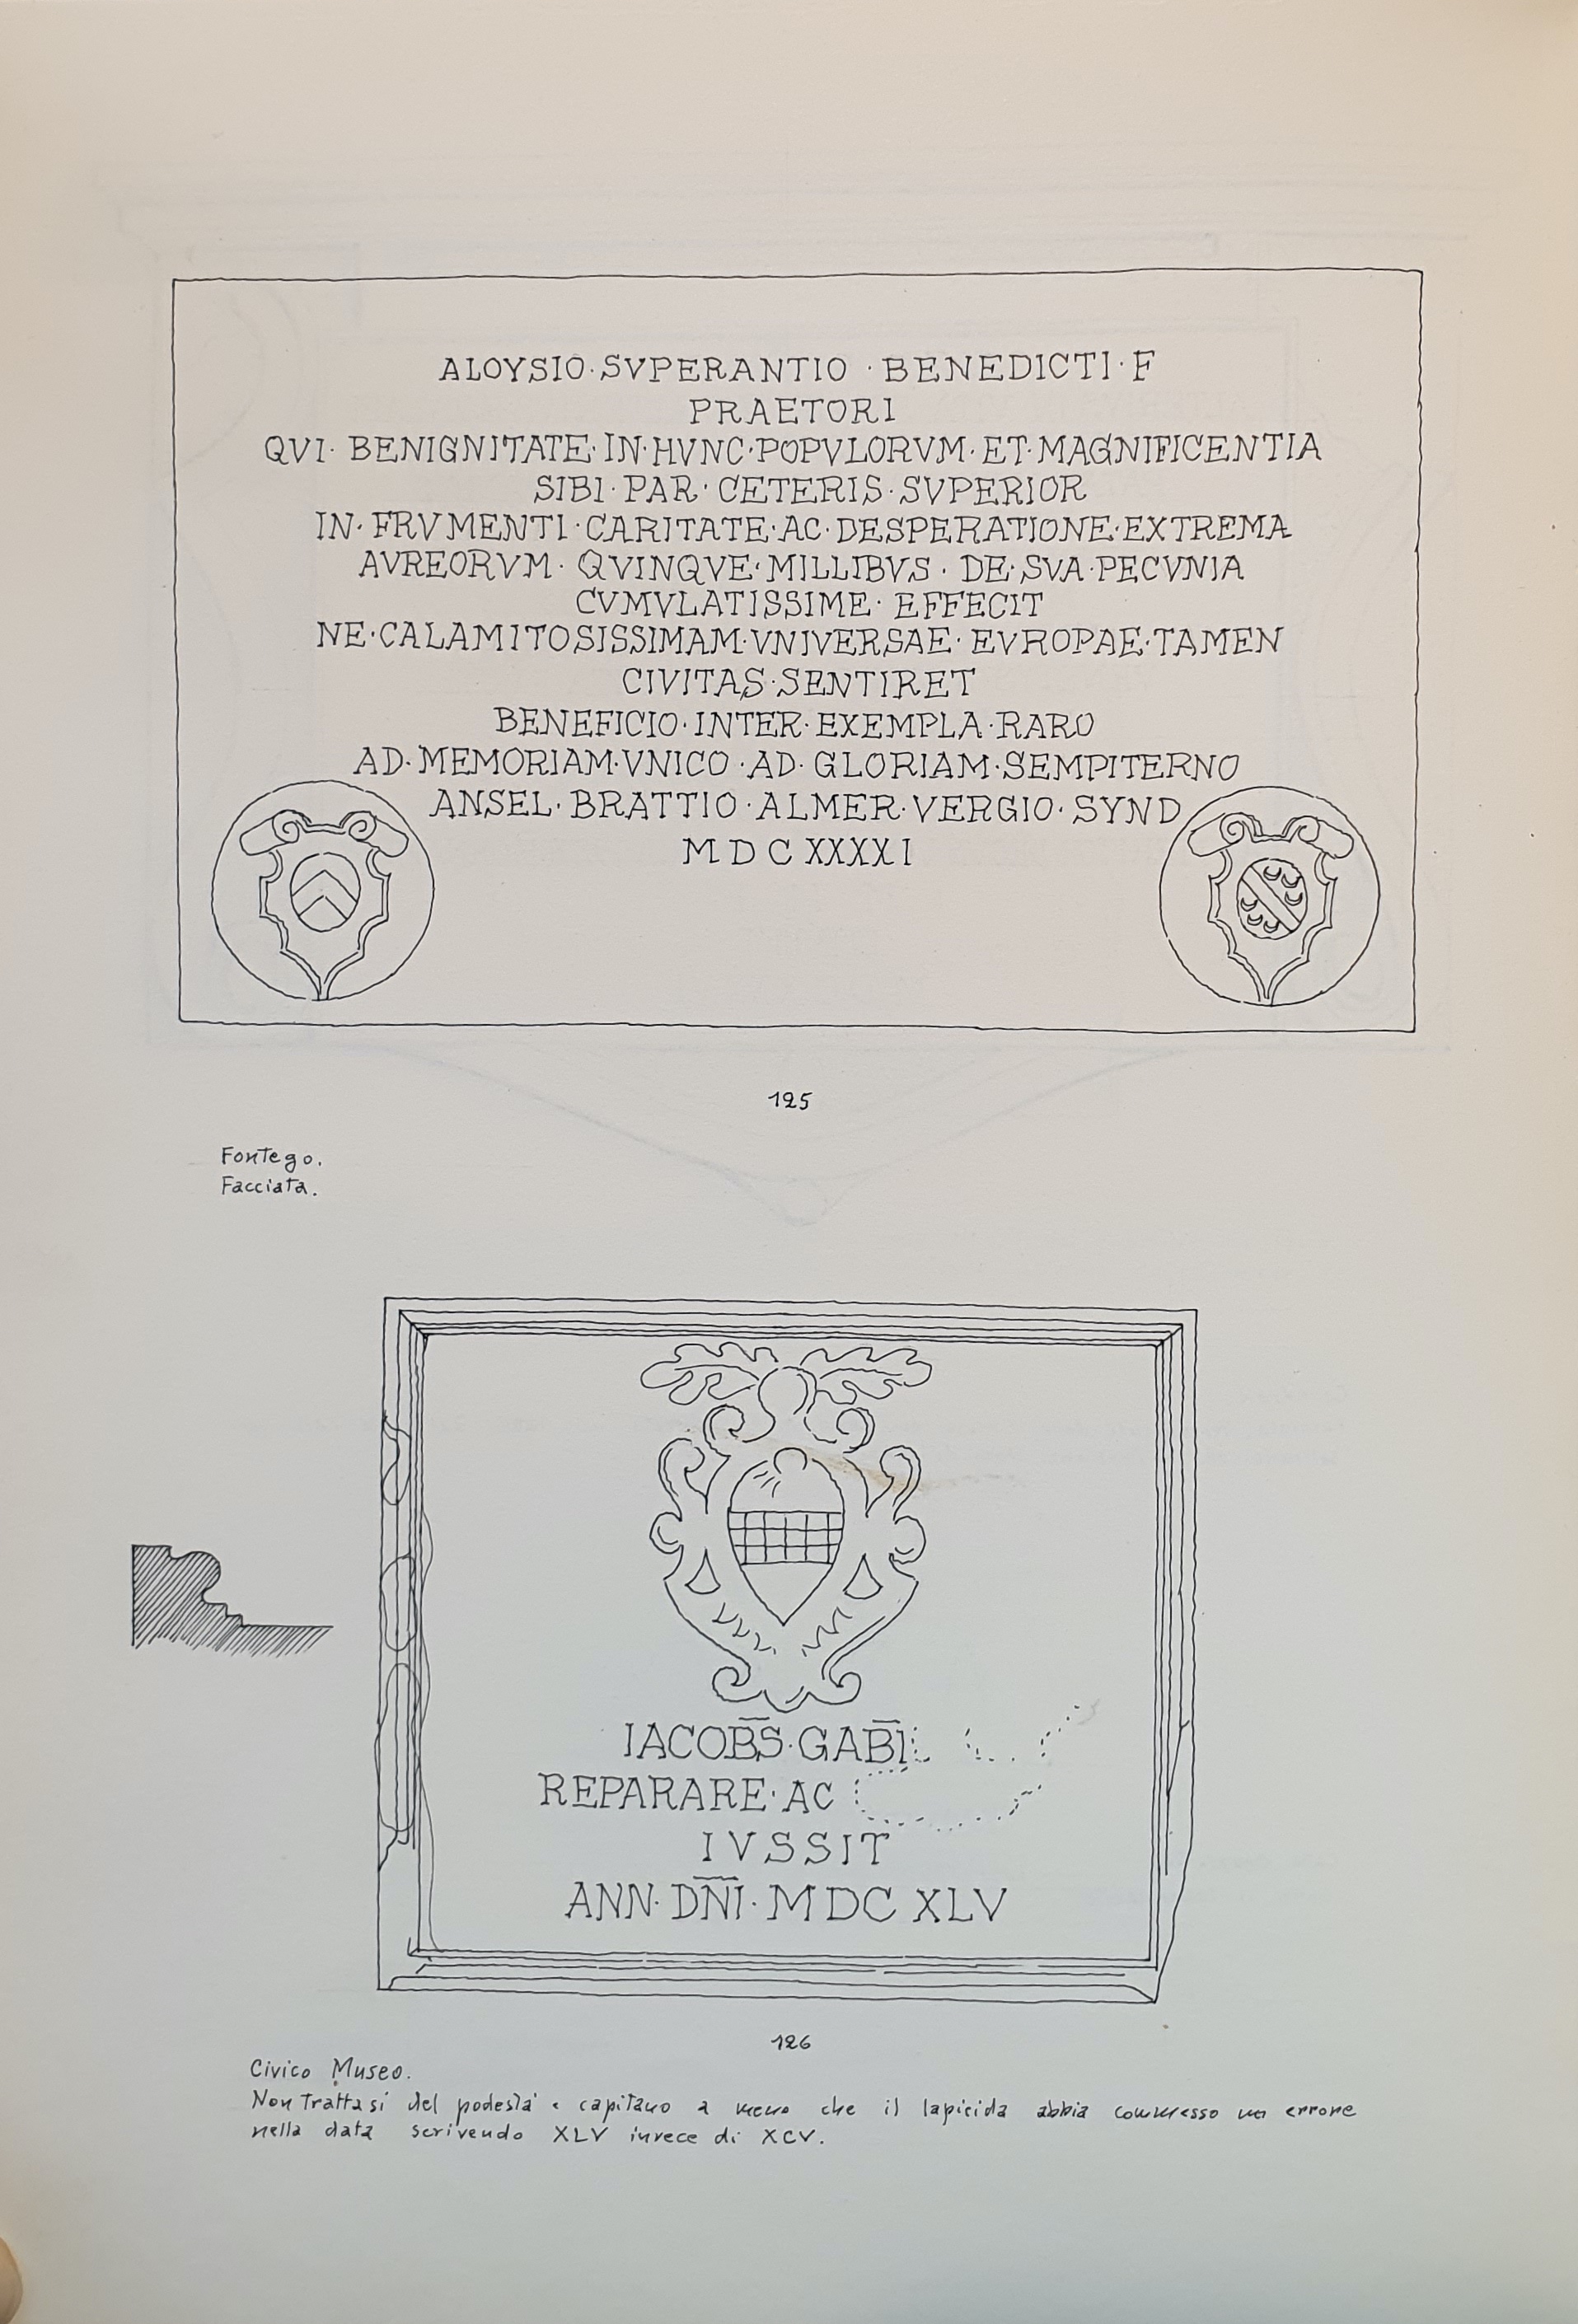 ALOYSIO·SVPERANTIO·BENEDICTI·F
PRAETORI
QVI·BENIGNITATE·IN·HVNC·POPVLORVM·ET·MAGNIFICENTIA
SIBI·PAR·CETERIS·SVPERIOR
IN·FRVMENTI·CARITATE·AC·DESPERATIONE·EXTREMA
AVREORVM·QVINQVE·MILLIBVS·DE·SVA·PECVNIA
CVMVLATISSIME·EFFECIT
NE·CALAMITOSISSIMAM·VNIVERSAE·EVROPAE·TAMEN
CIVITAS·SENTIRET
BENEFICIO·INTER·EXEMPLA·RARO
AD·MEMORIAM·VNICO·AD·GLORIAM·SEMPITERNO
ANSEL·BRATTIO·ALMER·VERGIO·SYND
MDCXXXXI
125
Fontego.
Facciata.
IACOB̅S̅·GAB̅I̅
REPARARE·AC
IVSSIT
ANN·D̅N̅I·MDCXLV
126
Civico Museo.
Non trattasi del podestà e capitano a meno che il lapicida abbia commesso un errore
nella data scrivendo XLV invece di XCV.